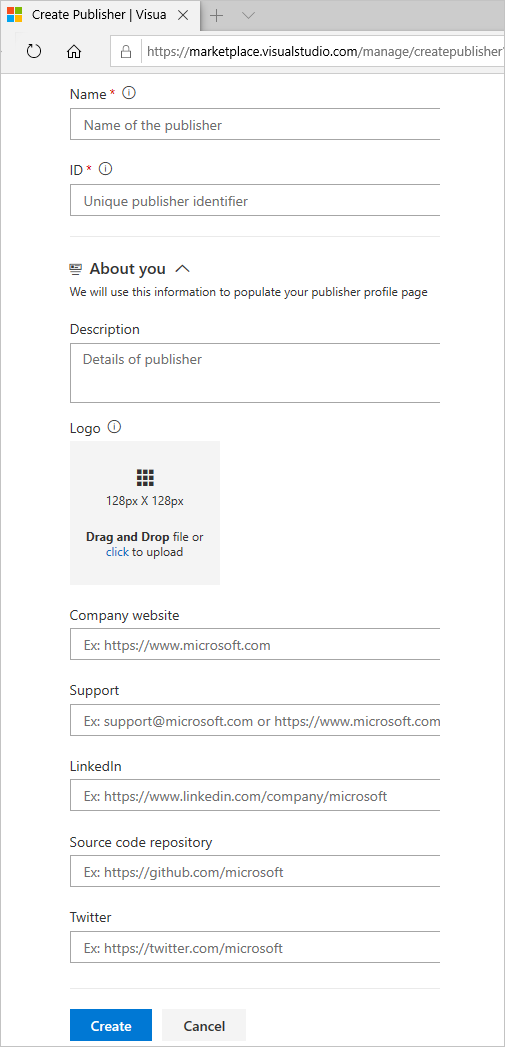 Create Publisher | Visua
https://marketplace.visualstudio.com/manage/createpublisher
Name *
Name of the publisher
ID *
Unique publisher identifier
About you
We will use this information to populate your publisher profile page
Description
Details of publisher
Logo
128px X 128px
Drag and Drop file or
click to upload
Company website
Ex: https://www.microsoft.com
Support
Ex: support@microsoft.com or https://www.microsoft.com
LinkedIn
Ex: https://www.linkedin.com/company/microsoft
Source code repository
Ex: https://github.com/microsoft
Twitter
Ex: https://twitter.com/microsoft
Create Cancel